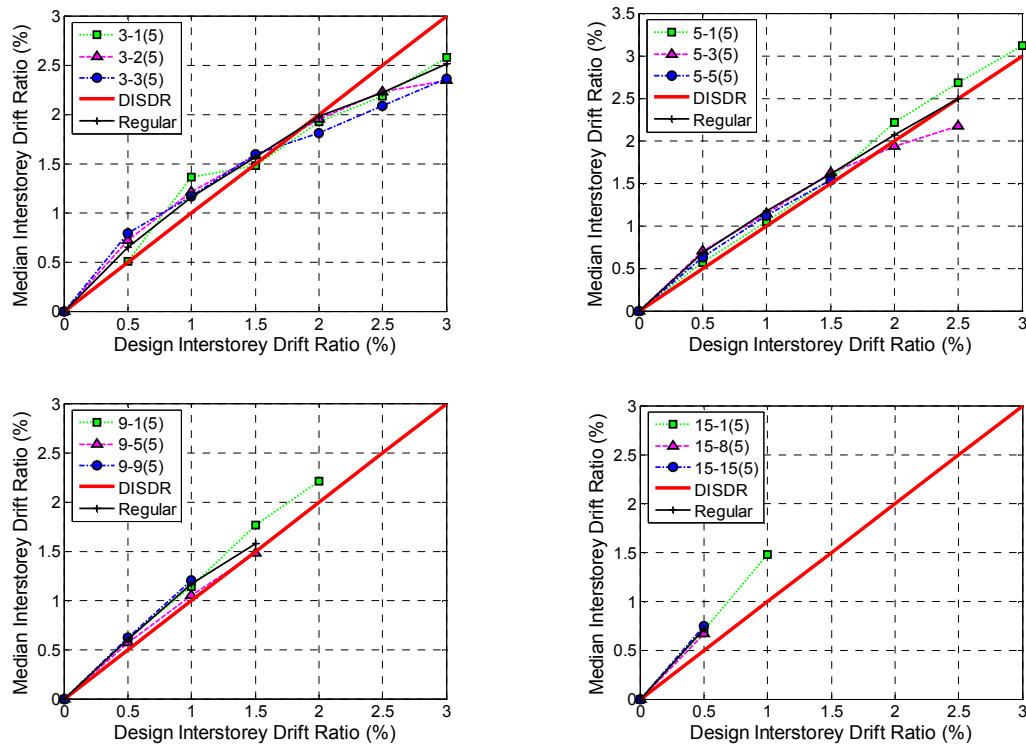 3
2.5
2
1.5
1
0.5
0
0 0.5 1 1.5 2 2.5 3
Median Interstorey Drift Ratio (%)
Design Interstorey Drift Ratio (%)
3-1(5)
3-2(5)
3-3(5)
DISDR
Regular
3.5
3
2.5
2
1.5
1
0.5
0
0 0.5 1 1.5 2 2.5 3
Median Interstorey Drift Ratio (%)
Design Interstorey Drift Ratio (%)
5-1(5)
5-3(5)
5-5(5)
DISDR
Regular
3
2.5
2
1.5
1
0.5
0
0 0.5 1 1.5 2 2.5 3
Median Interstorey Drift Ratio (%)
Design Interstorey Drift Ratio (%)
9-1(5)
9-5(5)
9-9(5)
DISDR
Regular
3
2.5
2
1.5
1
0.5
0
0 0.5 1 1.5 2 2.5 3
Median Interstorey Drift Ratio (%)
Design Interstorey Drift Ratio (%)
15-1(5)
15-8(5)
15-15(5)
DISDR
Regular